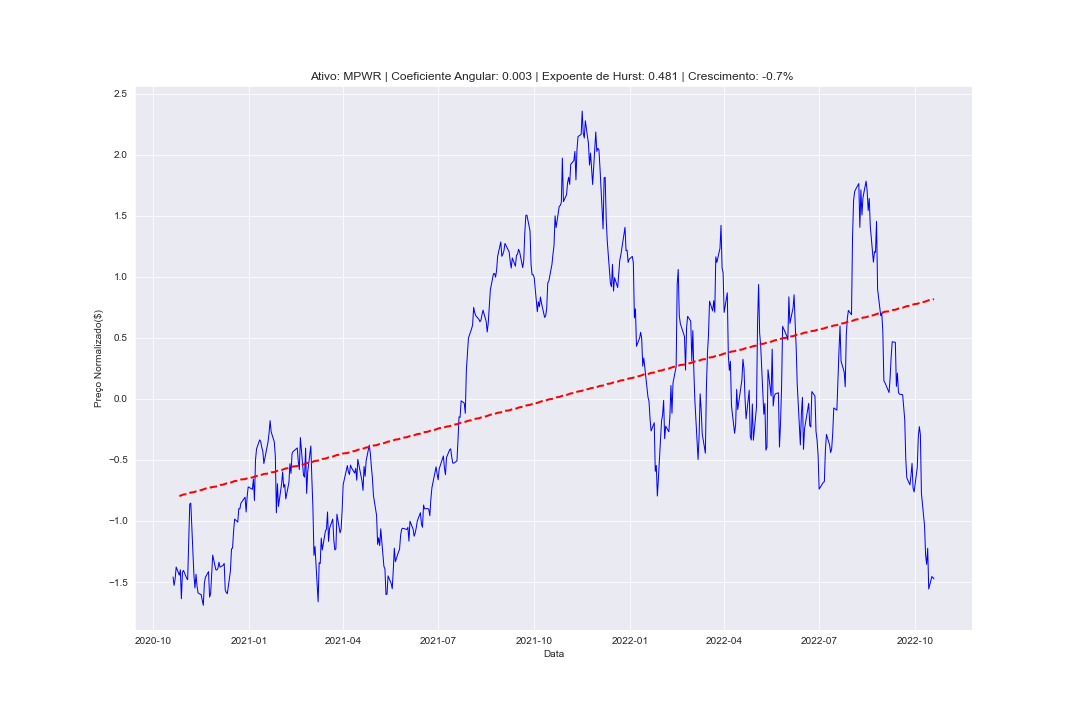 Ativo: MPWR | Coeficiente Angular: 0.003 | Expoente de Hurst: 0.481 | Crescimento: -0.7%
2.5
2.0
1.5
1.0
0.5
0.0
−0.5
−1.0
−1.5
Preço Normalizado($)
2020-10 2021-01 2021-04 2021-07 2021-10 2022-01 2022-04 2022-07 2022-10
Data